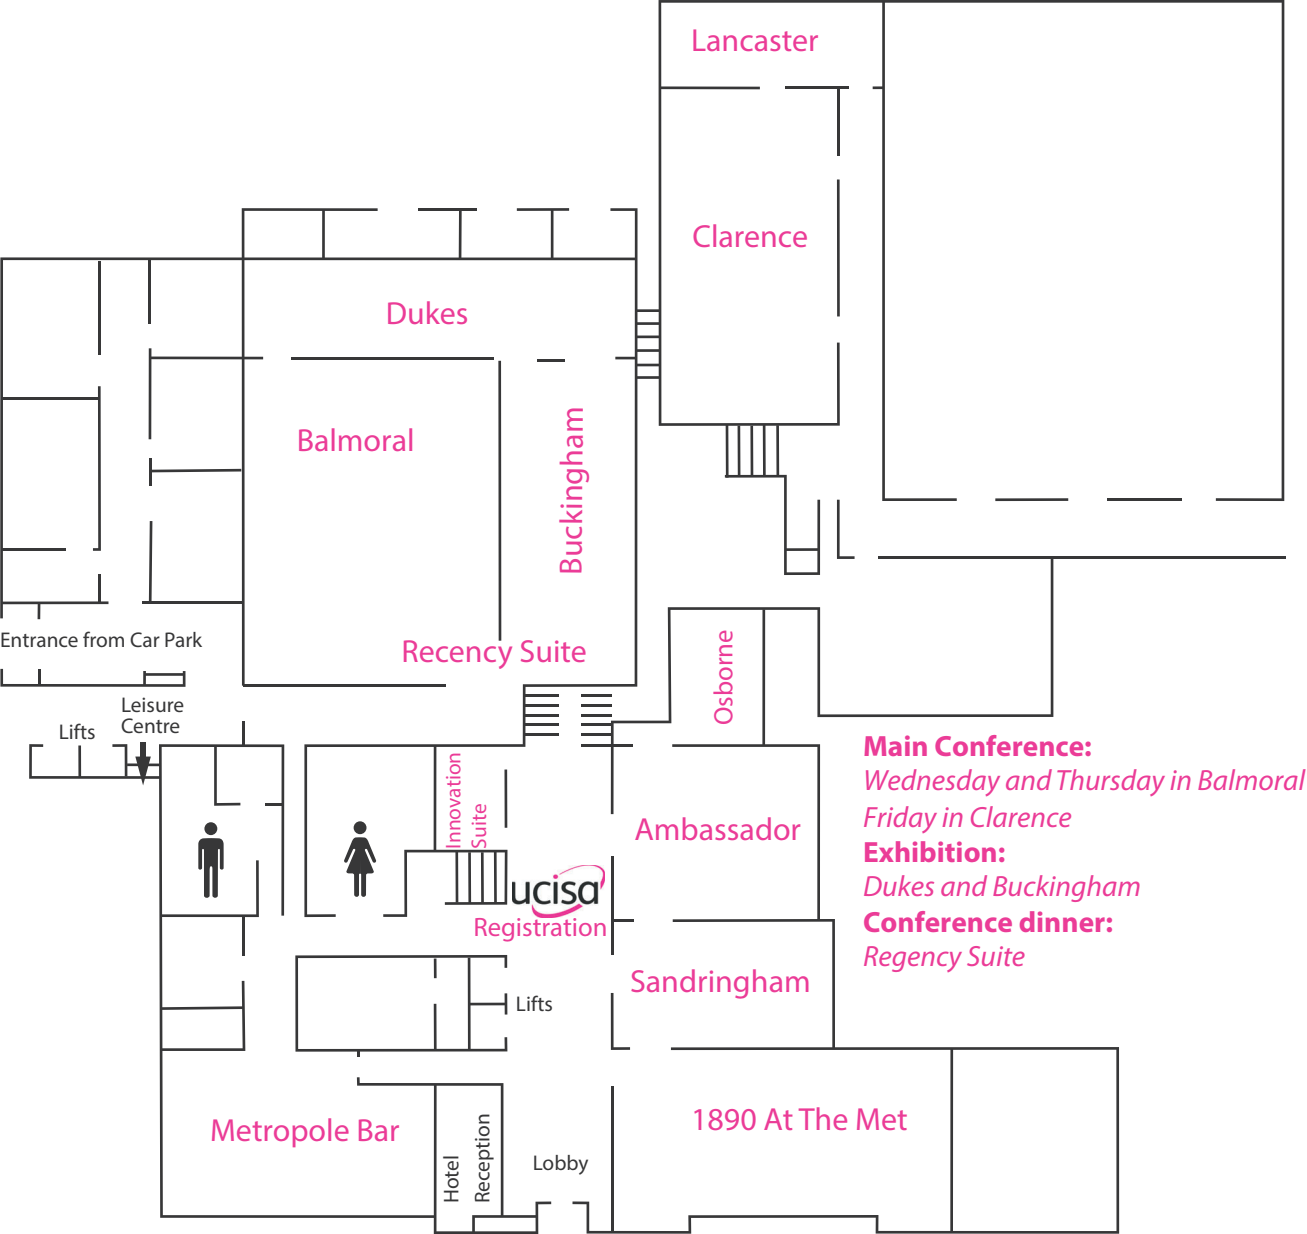 Lancaster
Clarence
Dukes
Balmoral
Buckingham
Entrance from Car Park
Recency Suite
Osborne
Leisure
Centre
Lifts
Innovation
Suite
Ambassador
ucisa
Registration
Main Conference:
Wednesday and Thursday in Balmoral
Friday in Clarence
Exhibition:
Dukes and Buckingham
Conference dinner:
Regency Suite
Sandringham
Lifts
Metropole Bar
Hotel
Reception
Lobby
1890 At The Met